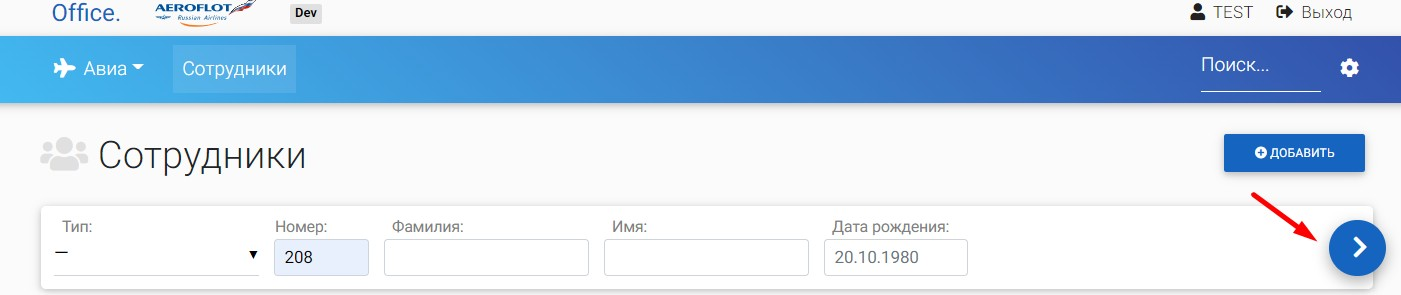 Office.
AEROFLOT
Russian Airlines
Dev
TEST
Выход
Авиа
Сотрудники
Поиск...
Сотрудники
ДОБАВИТЬ
Тип:
Номер:
Фамилия:
Имя:
Дата рождения:
—
208
20.10.1980